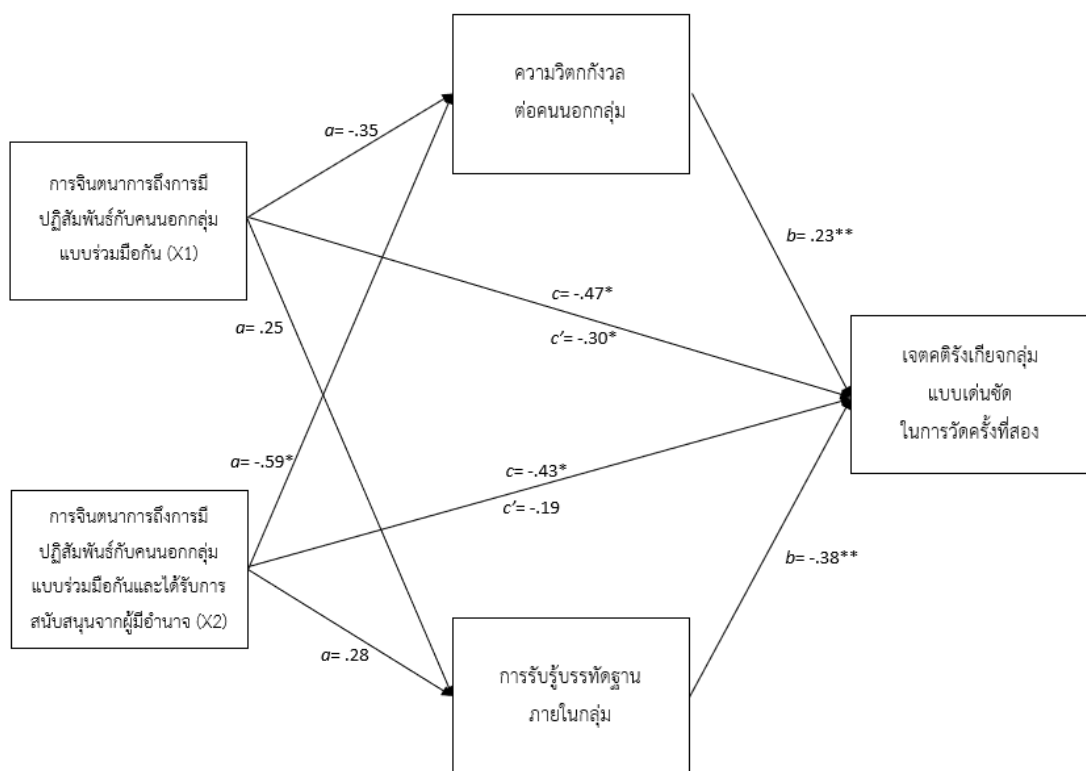 ความวิตกกังวล
ต่อคนนอกกลุ่ม
a= -.35
การจินตนาการถึงการมี
ปฏิสัมพันธ์กับคนนอกกลุ่ม
แบบร่วมมือกัน (X1)
b= .23**
c= -.47*
a= .25
c’= -.30*
เจตคติรังเกียจกลุ่ม
แบบเด่นชัด
ในการวัดครั้งที่สอง
a= -.59*
c= -.43*
c’= -.19
การจินตนาการถึงการมี
ปฏิสัมพันธ์กับคนนอกกลุ่ม
แบบร่วมมือกันและได้รับการ
สนับสนุนจากผู้มีอำนาจ (X2)
b= -.38**
a= .28
การรับรู้บรรทัดฐาน
ภายในกลุ่ม